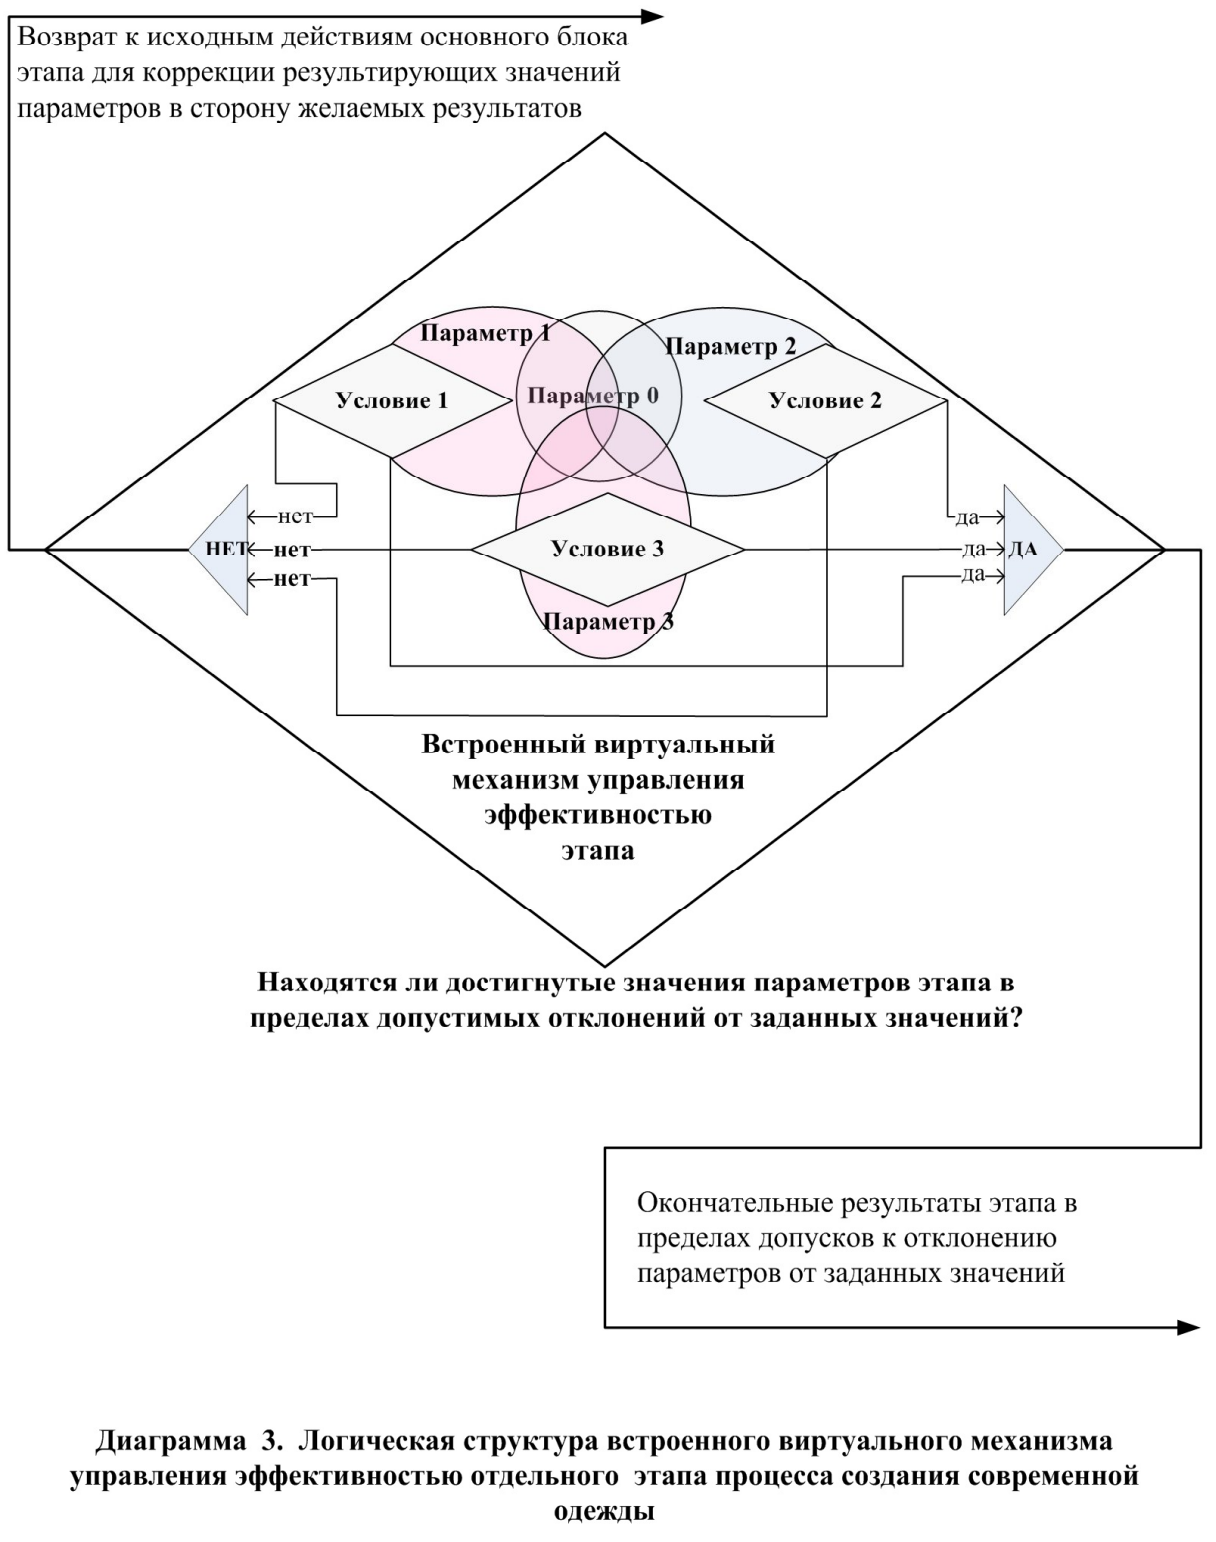 Возврат к исходным действиям основного блока
этапа для коррекции результирующих значений
параметров в сторону желаемых результатов
Параметр 1
Параметр 2
Параметр 0
Условие 1
Условие 2
нет
да
НЕТ
нет
Условие 3
да
ДА
нет
да
Параметр 3
Встроенный виртуальный
механизм управления
эффективностью
этапа
Находятся ли достигнутые значения параметров этапа в
пределах допустимых отклонений от заданных значений?
Окончательные результаты этапа в
пределах допусков к отклонению
параметров от заданных значений
Диаграмма 3. Логическая структура встроенного виртуального механизма
управления эффективностью отдельного этапа процесса создания современной
одежды